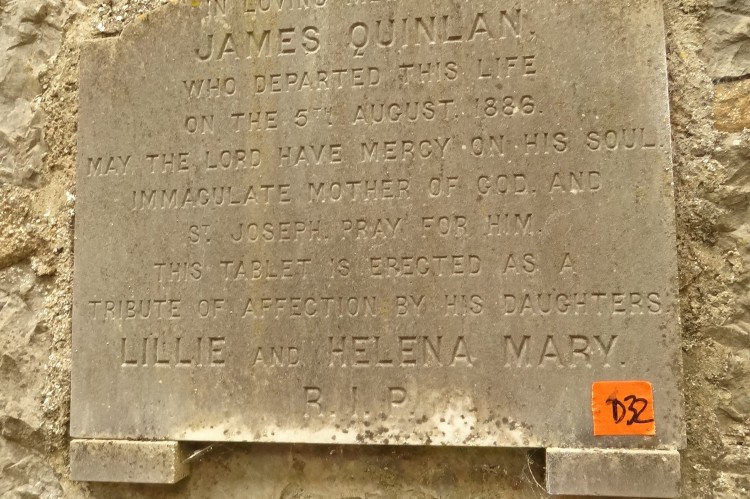 IN LOVING
JAMES QUINLAN.
WHO DEPARTED THIS LIFE
ON THE 5TH AUGUST. 1886.
MAY THE LORD HAVE MERCY ON HIS SOUL.
IMMACULATE MOTHER OF GOD. AND
ST. JOSEPH. PRAY FOR HIM.
THIS TABLET IS ERECTED AS A
TRIBUTE OF AFFECTION BY HIS DAUGHTERS.
LILLIE AND HELENA MARY.
R.I.P.
D32